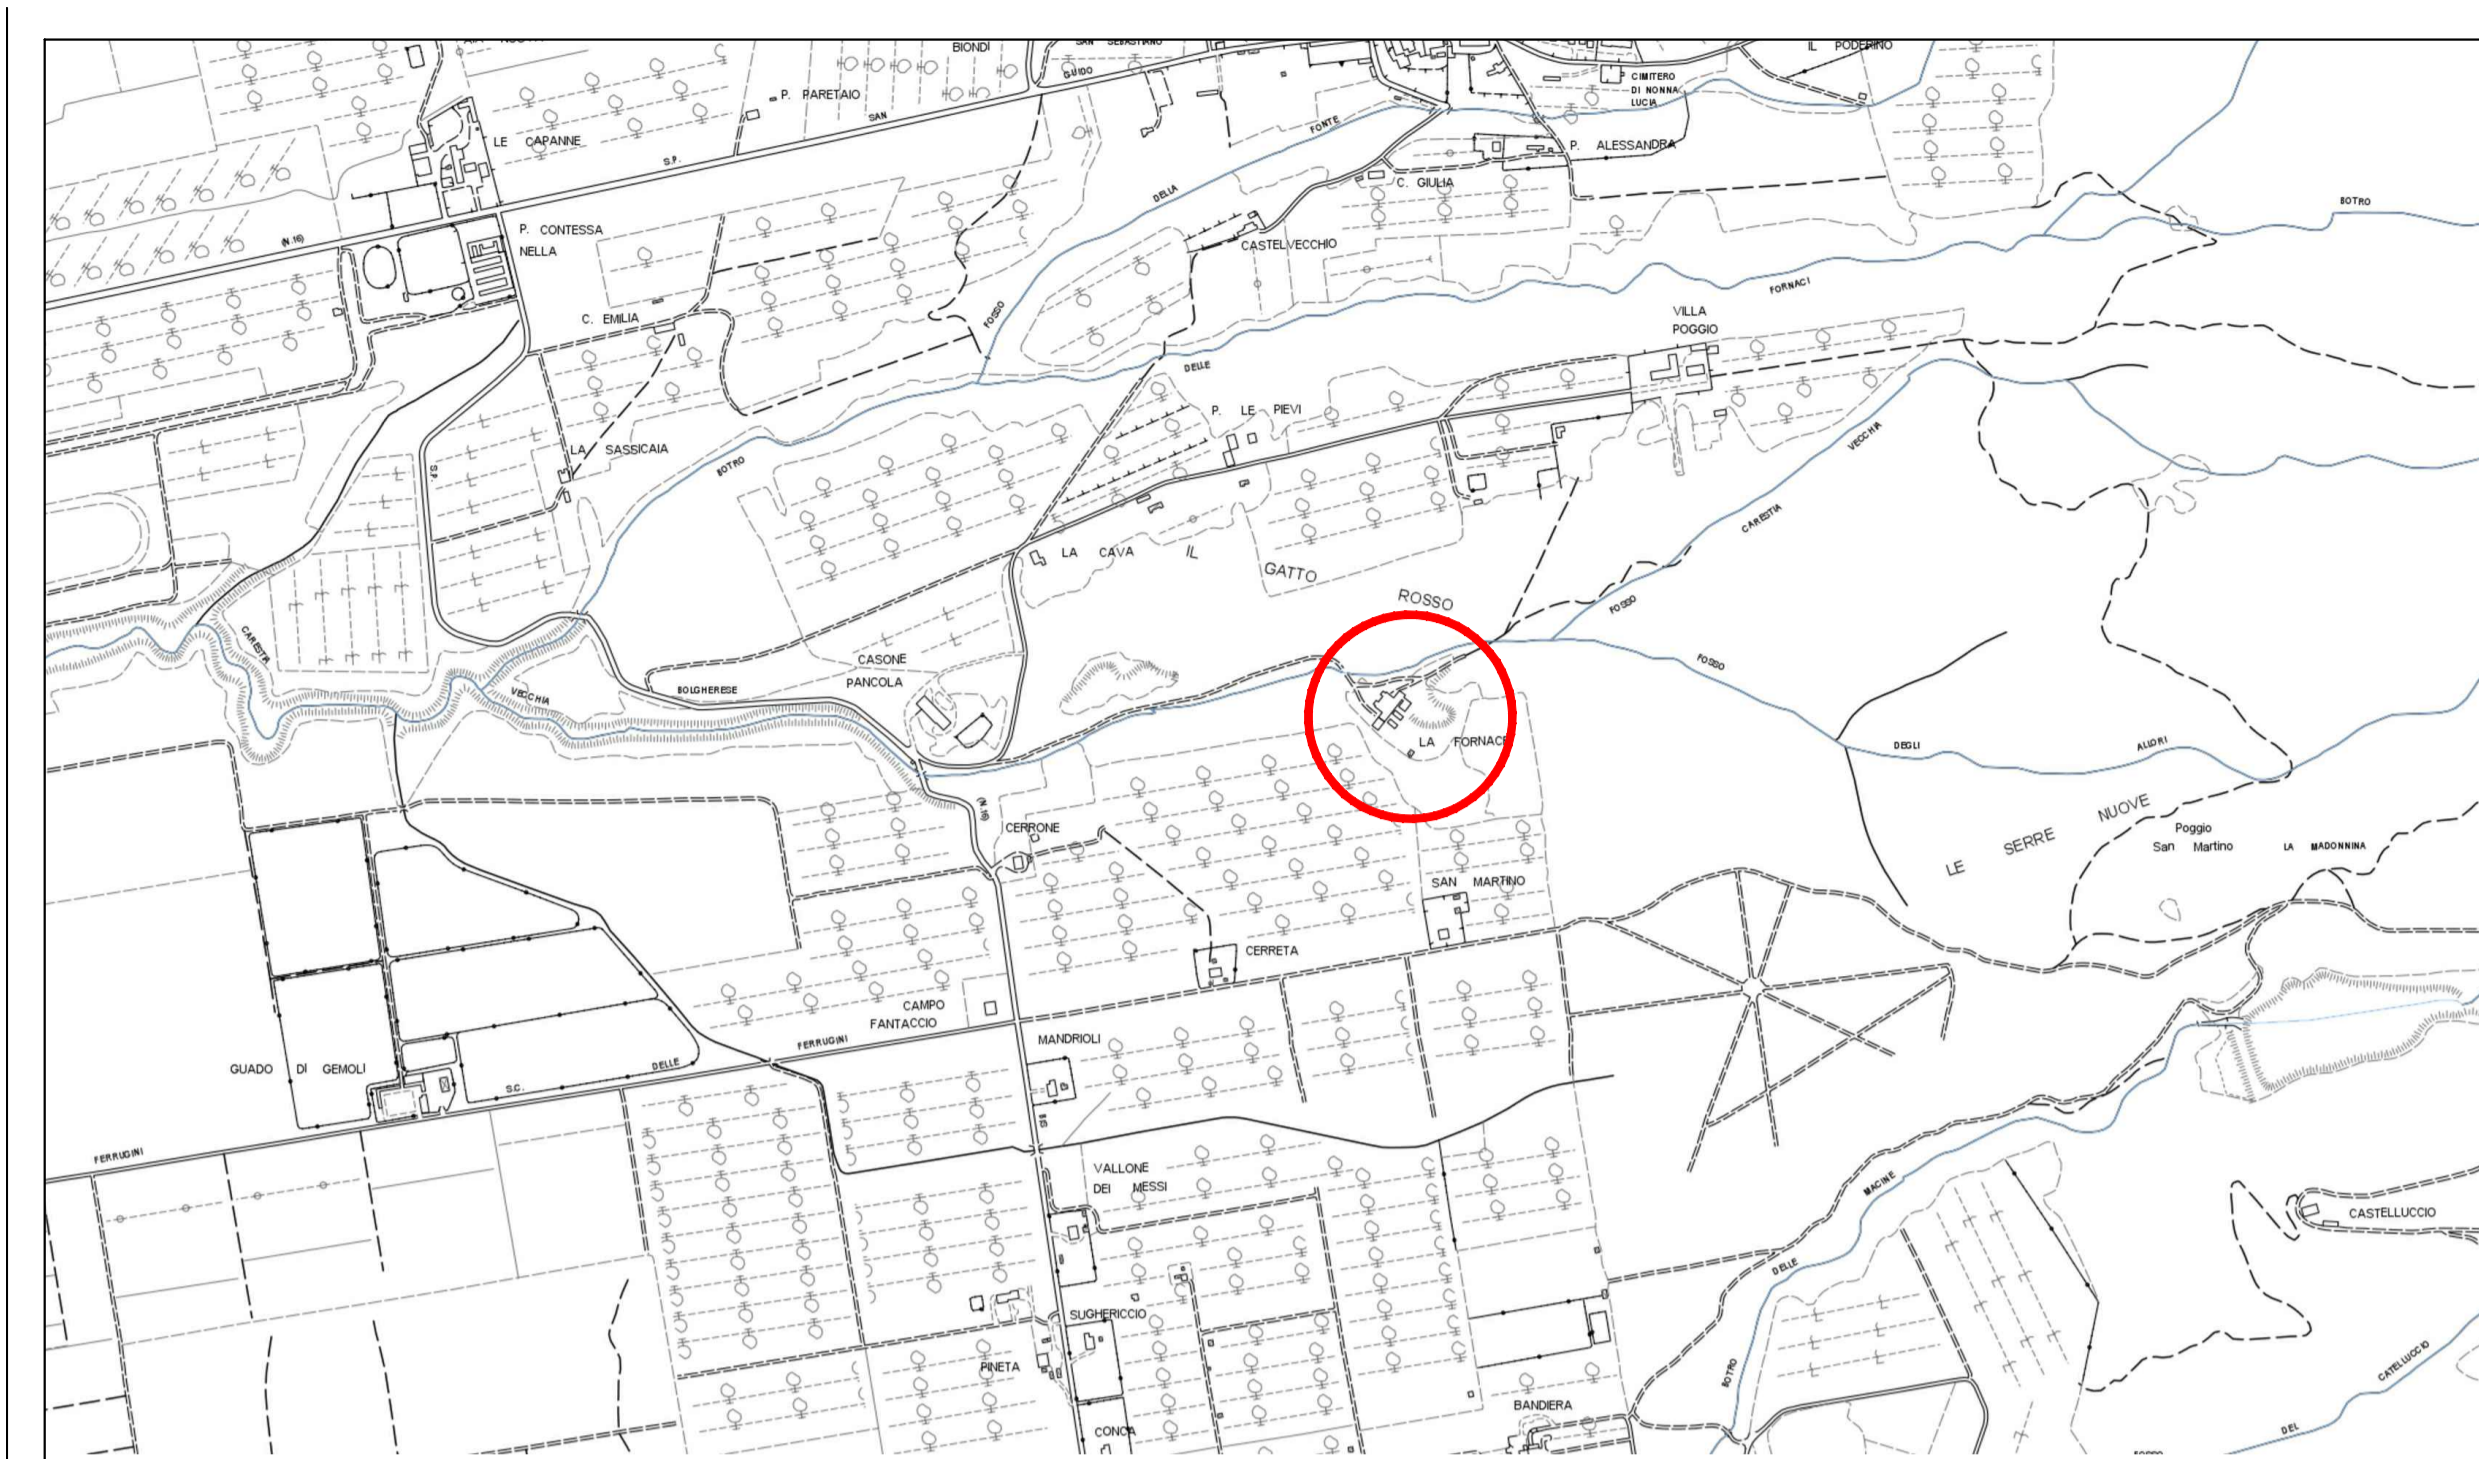 BIONDI
SAN SEBASTIANO
IL PODERINO
GUIDO
CIMITERO
DI NONNA
LUCIA
P. PARETAIO
SAN
FONTE
LE CAPANNE
S.P.
P. ALESSANDRA
C. GIULIA
DELLA
BOTRO
P. CONTESSA
NELLA
(N.16)
CASTELVECCHIO
FORNACI
C. EMILIA
FOSSO
VILLA
POGGIO
DELLE
P. LE PIEVI
VECCHIA
LA SASSICAIA
S.P.
BOTRO
CARESTIA
LA CAVA
IL
GATTO
ROSSO
FOSSO
CARESTIA
CASONE
PANCOLA
BOLGHERESE
VECCHIA
FOSSO
LA FORNACE
DEGLI
ALLORI
(N.16)
CERRONE
LE SERRE NUOVE
Poggio
San Martino
LA MADONNINA
SAN MARTINO
CERRETA
CAMPO
FANTACCIO
MANDRIOLI
FERRUGINI
GUADO DI GEMOLI
S.C.
DELLE
FERRUGINI
VALLONE
DEI MESSI
MACINE
CASTELLUCCIO
DELLE
SUGHERICCIO
PINETA
BOTRO
CATELLUCCIO
BANDIERA
CONCA
DEL